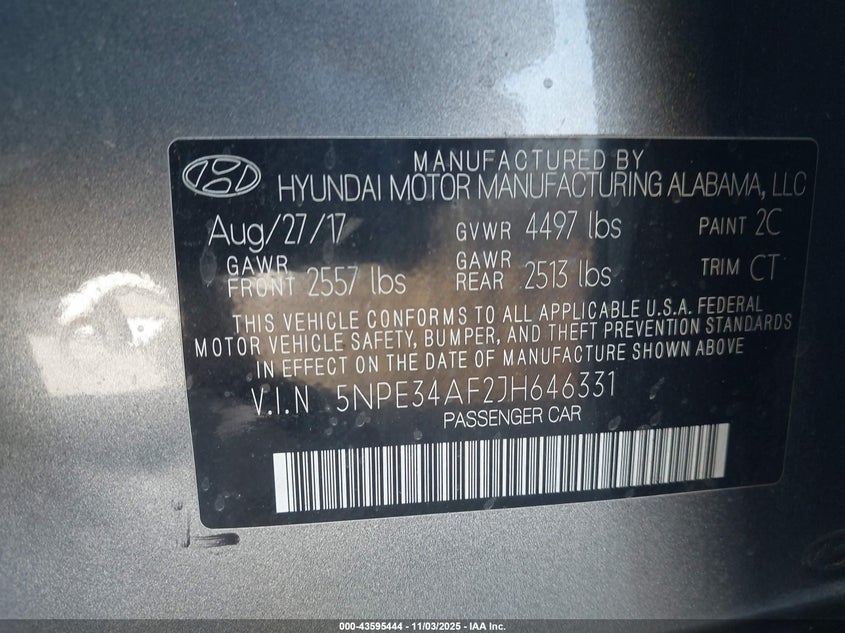 MANUFACTURED BY
HYUNDAI MOTOR MANUFACTURING ALABAMA, LLC
Aug/27/17 GVWR 4497 lbs PAINT 2C
GAWR FRONT 2557 lbs GAWR REAR 2513 lbs TRIM CT
THIS VEHICLE CONFORMS TO ALL APPLICABLE U.S.A. FEDERAL
MOTOR VEHICLE SAFETY, BUMPER, AND THEFT PREVENTION STANDARDS
IN EFFECT ON THE DATE OF MANUFACTURE SHOWN ABOVE
V.I.N 5NPE34AF2JH646331
PASSENGER CAR
000-43595444 - 11/03/2025 - IAA Inc.